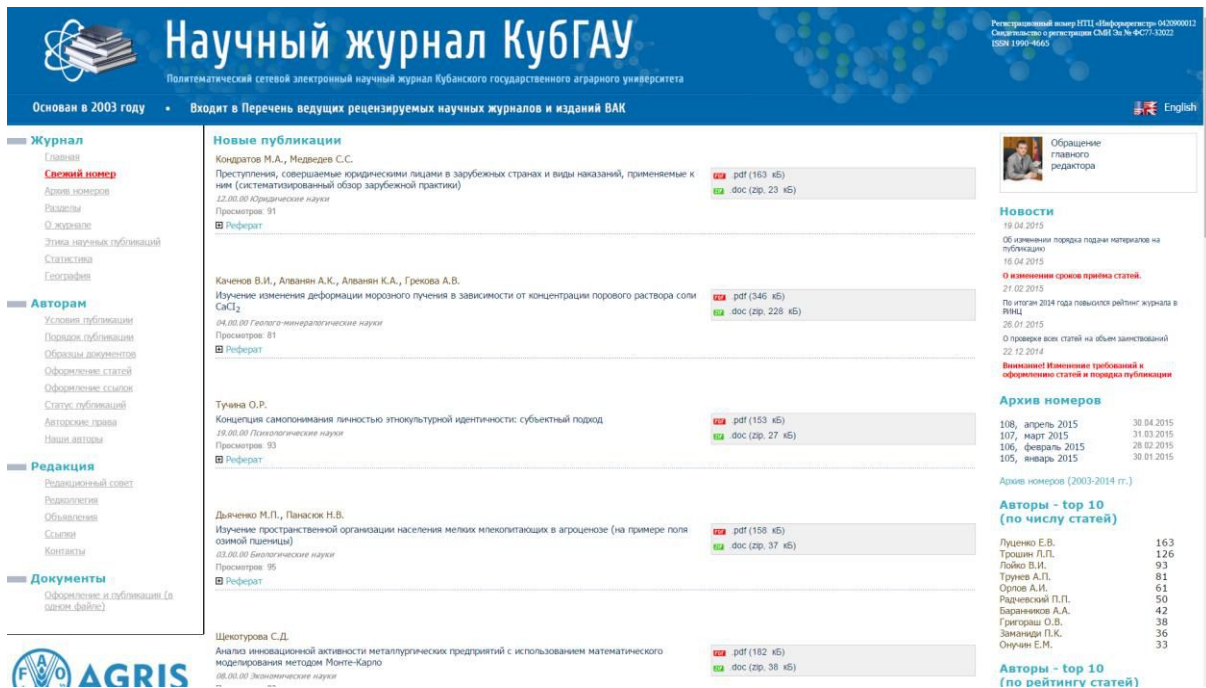 Научный журнал КубГАУ
Политематический сетевой электронный научный журнал Кубанского государственного аграрного университета
Регистрационный номер НТЦ «Информрегистр» 0420900012
Свидетельство о регистрации СМИ Эл № ФС77-32022
ISSN 1990-4665
Основан в 2003 году • Входит в Перечень ведущих рецензируемых научных журналов и изданий ВАК
English
Журнал
Главная
Свежий номер
Архив номеров
Разделы
О журнале
Этика научных публикаций
Статистика
География
Авторам
Условия публикации
Порядок публикации
Образцы документов
Оформление статей
Оформление ссылок
Статус публикаций
Авторские права
Наши авторы
Редакция
Редакционный совет
Редколлегия
Объявления
Ссылки
Контакты
Документы
Оформление и публикация (в
одном файле)
FAO
AGRIS
Новые публикации
Кондратов М.А., Медведев С.С.
Преступления, совершаемые юридическими лицами в зарубежных странах и виды наказаний, применяемые к
ним (систематизированный обзор зарубежной практики)
12.00.00 Юридические науки
Просмотров: 91
Реферат
PDF .pdf (163 кБ)
ZIP .doc (zip, 23 кБ)
Каченов В.И., Алванян А.К., Алванян К.А., Грекова А.В.
Изучение изменения деформации морозного пучения в зависимости от концентрации порового раствора соли
CaCI2
04.00.00 Геолого-минералогические науки
Просмотров: 81
Реферат
PDF .pdf (346 кБ)
ZIP .doc (zip, 228 кБ)
Тучина О.Р.
Концепция самопонимания личностью этнокультурной идентичности: субъектный подход
19.00.00 Психологические науки
Просмотров: 93
Реферат
PDF .pdf (153 кБ)
ZIP .doc (zip, 27 кБ)
Дьяченко М.П., Панасюк Н.В.
Изучение пространственной организации населения мелких млекопитающих в агроценозе (на примере поля
озимой пшеницы)
03.00.00 Биологические науки
Просмотров: 95
Реферат
PDF .pdf (158 кБ)
ZIP .doc (zip, 37 кБ)
Щекотурова С.Д.
Анализ инновационной активности металлургических предприятий с использованием математического
моделирования методом Монте-Карло
08.00.00 Экономические науки
PDF .pdf (182 кБ)
ZIP .doc (zip, 38 кБ)
Обращение
главного
редактора
Новости
19.04.2015
Об изменении порядка подачи материалов на
публикацию
16.04.2015
О изменении сроков приёма статей.
21.02.2015
По итогам 2014 года повысился рейтинг журнала в
РИНЦ
26.01.2015
О проверке всех статей на объем заимствований
22.12.2014
Внимание! Изменение требований к
оформлению статей и порядка публикации
Архив номеров
108, апрель 2015 30.04.2015
107, март 2015 31.03.2015
106, февраль 2015 28.02.2015
105, январь 2015 30.01.2015
Архив номеров (2003-2014 гг.)
Авторы - top 10
(по числу статей)
Луценко Е.В. 163
Трошин Л.П. 126
Лойко В.И. 93
Трунев А.П. 81
Орлов А.И. 61
Радчевский П.П. 50
Баранников А.А. 42
Григораш О.В. 38
Заманиди П.К. 36
Онучин Е.М. 33
Авторы - top 10
(по рейтингу статей)